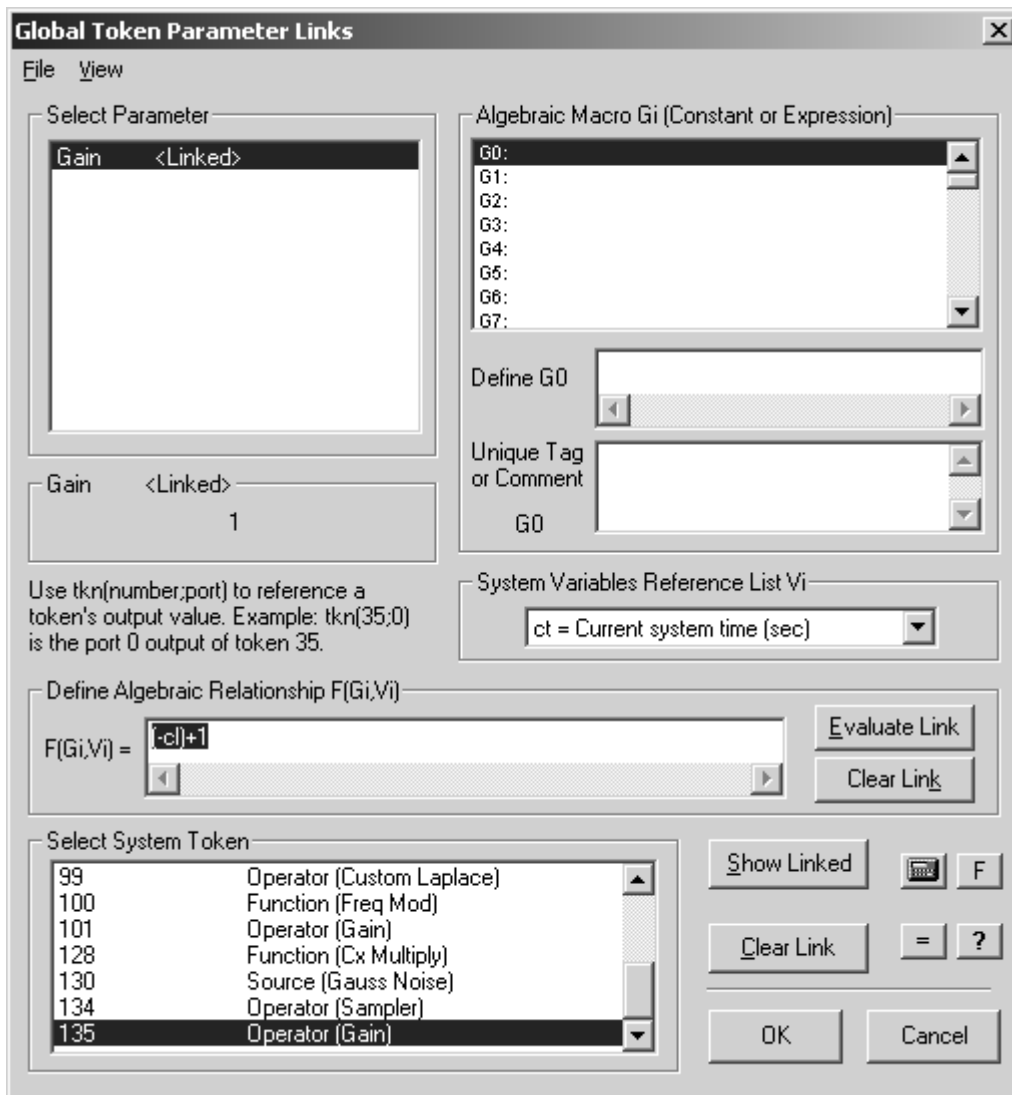 Global Token Parameter Links
File View
Select Parameter
Gain <Linked>
Gain <Linked>
1
Use tkn(number;port) to reference a
token's output value. Example: tkn(35;0)
is the port 0 output of token 35.
Algebraic Macro Gi (Constant or Expression)
G0:
G1:
G2:
G3:
G4:
G5:
G6:
G7:
Define G0
Unique Tag
or Comment
G0
System Variables Reference List Vi
ct = Current system time (sec)
Define Algebraic Relationship F(Gi,Vi)
F(Gi,Vi) =
(-cl)+1
Evaluate Link
Clear Link
Select System Token
99 Operator (Custom Laplace)
100 Function (Freq Mod)
101 Operator (Gain)
128 Function (Cx Multiply)
130 Source (Gauss Noise)
134 Operator (Sampler)
135 Operator (Gain)
Show Linked
F
Clear Link
=
?
OK
Cancel